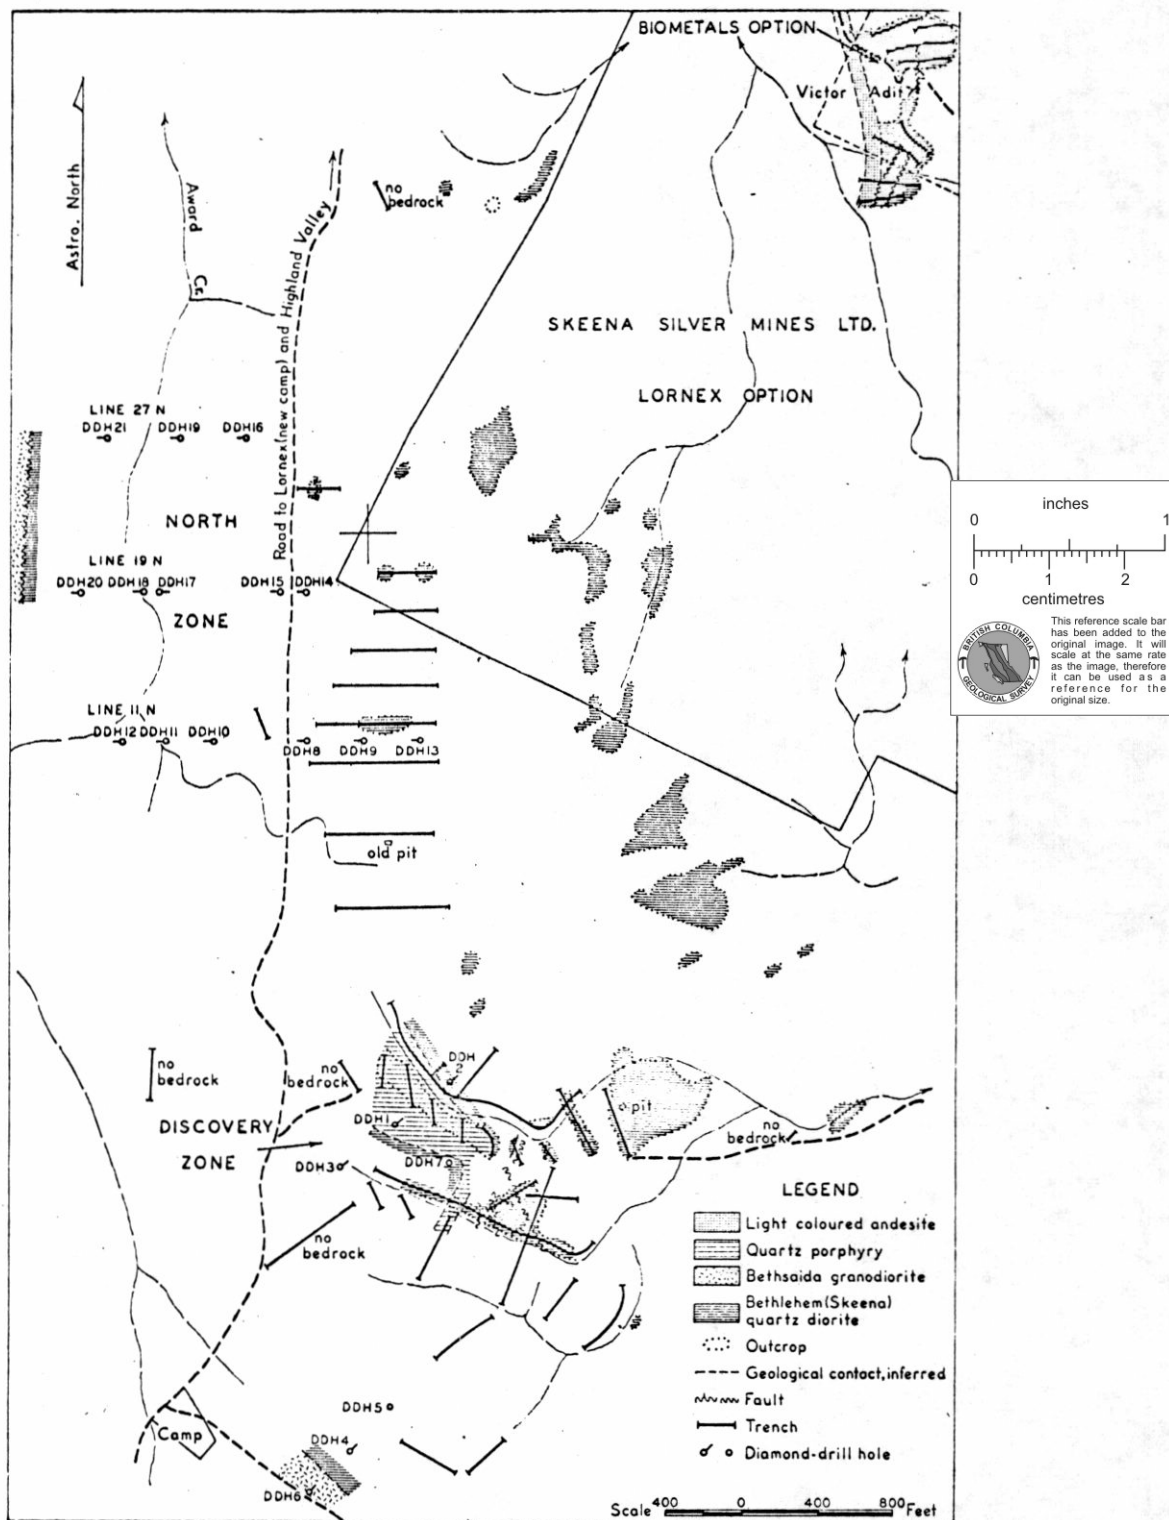 BIOMETALS OPTION
Victor Adit
Astro. North
Award
Cr.
no
bedrock
Road to Lornex (new camp) and Highland Valley
SKEENA SILVER MINES LTD.
LORNEX OPTION
LINE 27 N
DDH21 DDH19 DDH16
NORTH
LINE 19 N
DDH20 DDH18 DDH17 DDH15 DDH14
ZONE
LINE 11 N
DDH12 DDH11 DDH10 DDH8 DDH9 DDH13
old pit
inches
0 1
0 1 2
centimetres
BRITISH COLUMBIA
GEOLOGICAL SURVEY
This reference scale bar
has been added to the
original image. It will
scale at the same rate
as the image, therefore
it can be used as a
reference for the
original size.
no
bedrock
no
bedrock
DDH
2
DDH1
pit
no
bedrock
DISCOVERY
ZONE
DDH3
DDH7
no
bedrock
LEGEND
Light coloured andesite
Quartz porphyry
Bethsaida granodiorite
Bethlehem (Skeena)
quartz diorite
Outcrop
Geological contact, inferred
Fault
Trench
Diamond-drill hole
DDH5
Camp
DDH4
DDH6
Scale 400 0 400 800 Feet